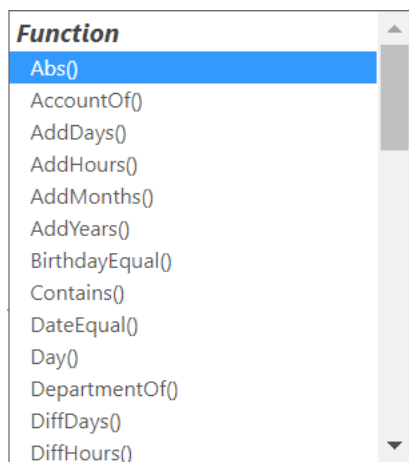 Function
Abs()
AccountOf()
AddDays()
AddHours()
AddMonths()
AddYears()
BirthdayEqual()
Contains()
DateEqual()
Day()
DepartmentOf()
DiffDays()
DiffHours()